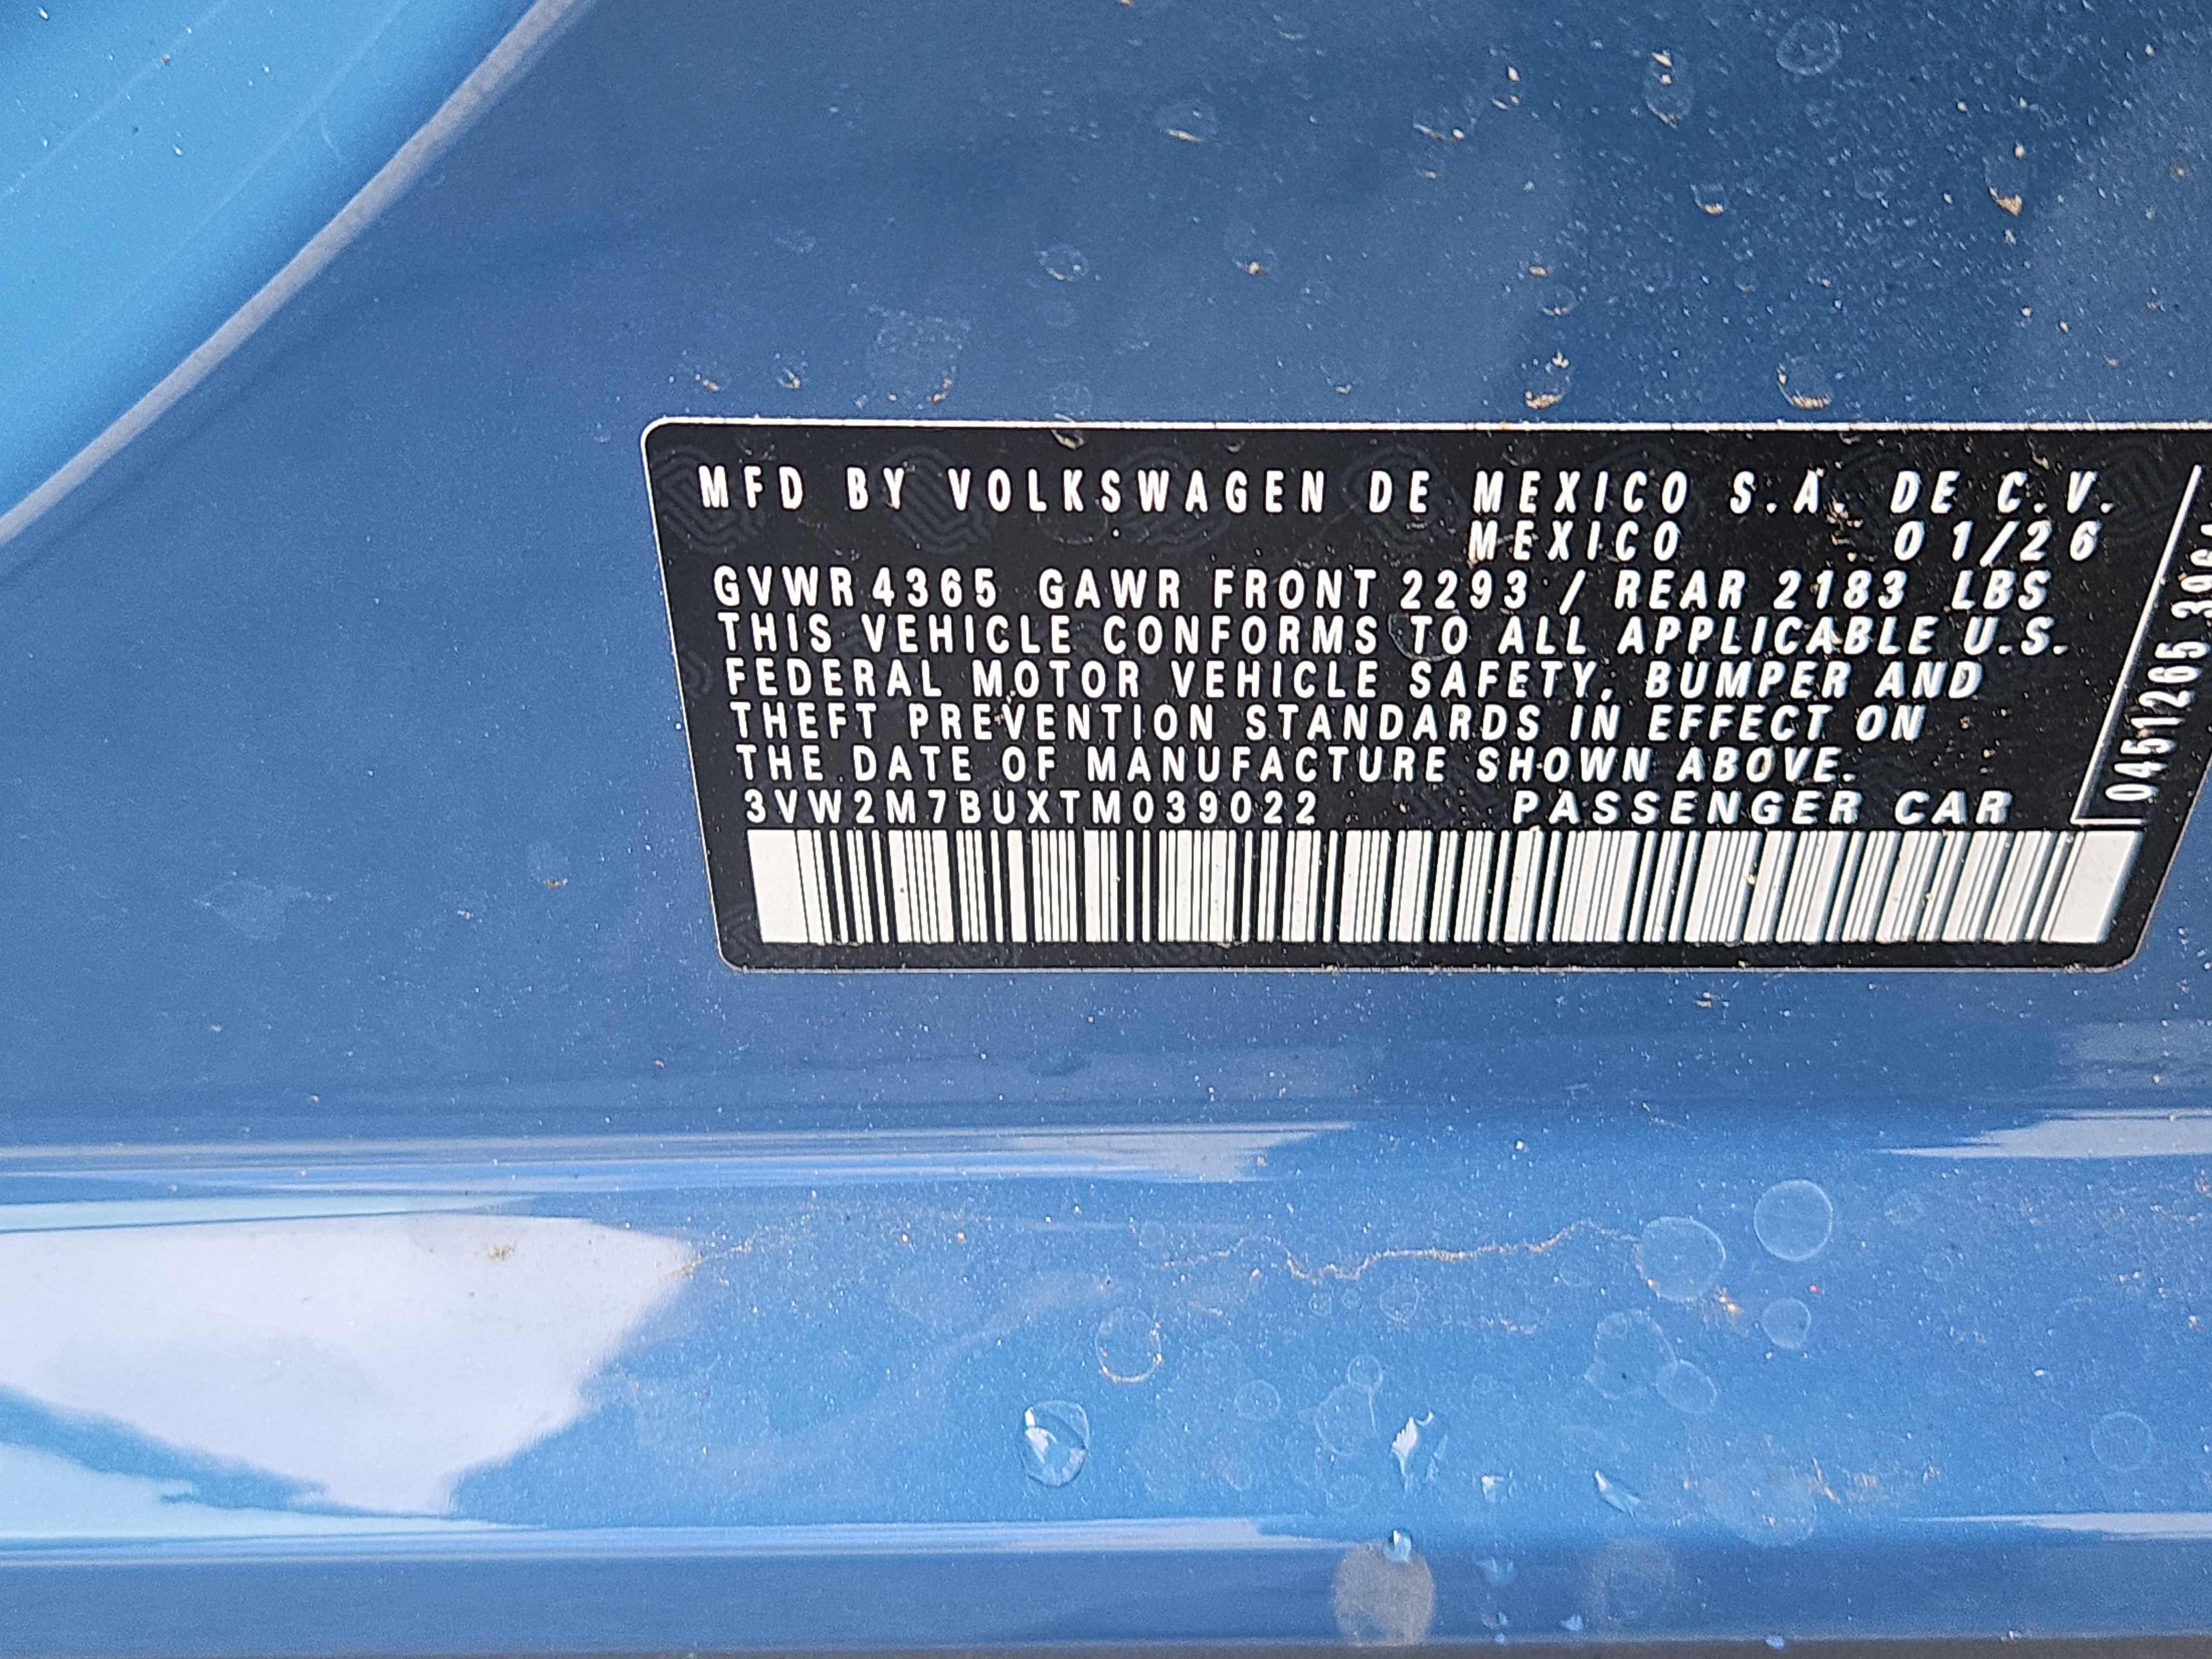 MFD BY VOLKSWAGEN DE MEXICO S.A. DE C.V.
MEXICO 01/26
GVWR 4365 GAWR FRONT 2293 / REAR 2183 LBS
THIS VEHICLE CONFORMS TO ALL APPLICABLE U.S.
FEDERAL MOTOR VEHICLE SAFETY, BUMPER AND
THEFT PREVENTION STANDARDS IN EFFECT ON
THE DATE OF MANUFACTURE SHOWN ABOVE.
3VW2M7BUXTM039022 PASSENGER CAR
0451265